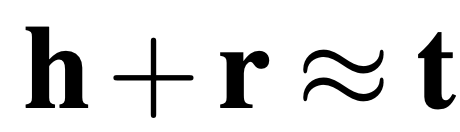 h + r ≈ t